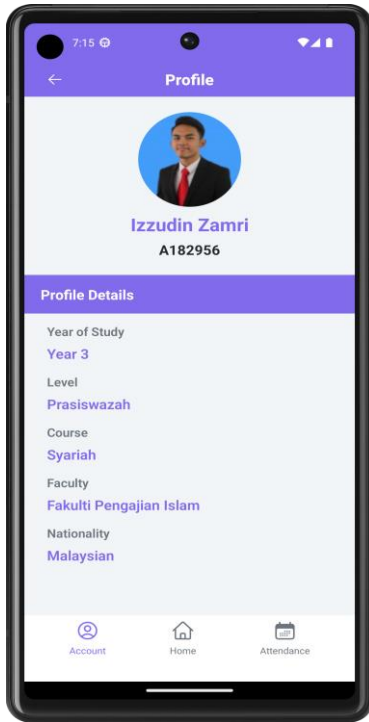 7:15
Profile
Izzudin Zamri
A182956
Profile Details
Year of Study
Year 3
Level
Prasiswazah
Course
Syariah
Faculty
Fakulti Pengajian Islam
Nationality
Malaysian
Account Home Attendance